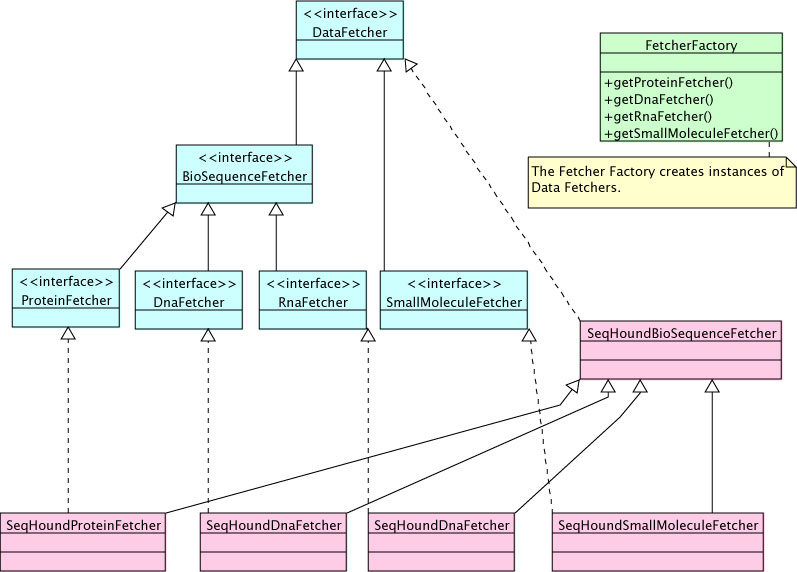 <<interface>>
DataFetcher
FetcherFactory
+getProteinFetcher()
+getDnaFetcher()
+getRnaFetcher()
+getSmallMoleculeFetcher()
The Fetcher Factory creates instances of
Data Fetchers.
<<interface>>
BioSequenceFetcher
<<interface>>
ProteinFetcher
<<interface>>
DnaFetcher
<<interface>>
RnaFetcher
<<interface>>
SmallMoleculeFetcher
SeqHoundBioSequenceFetcher
SeqHoundProteinFetcher
SeqHoundDnaFetcher
SeqHoundDnaFetcher
SeqHoundSmallMoleculeFetcher